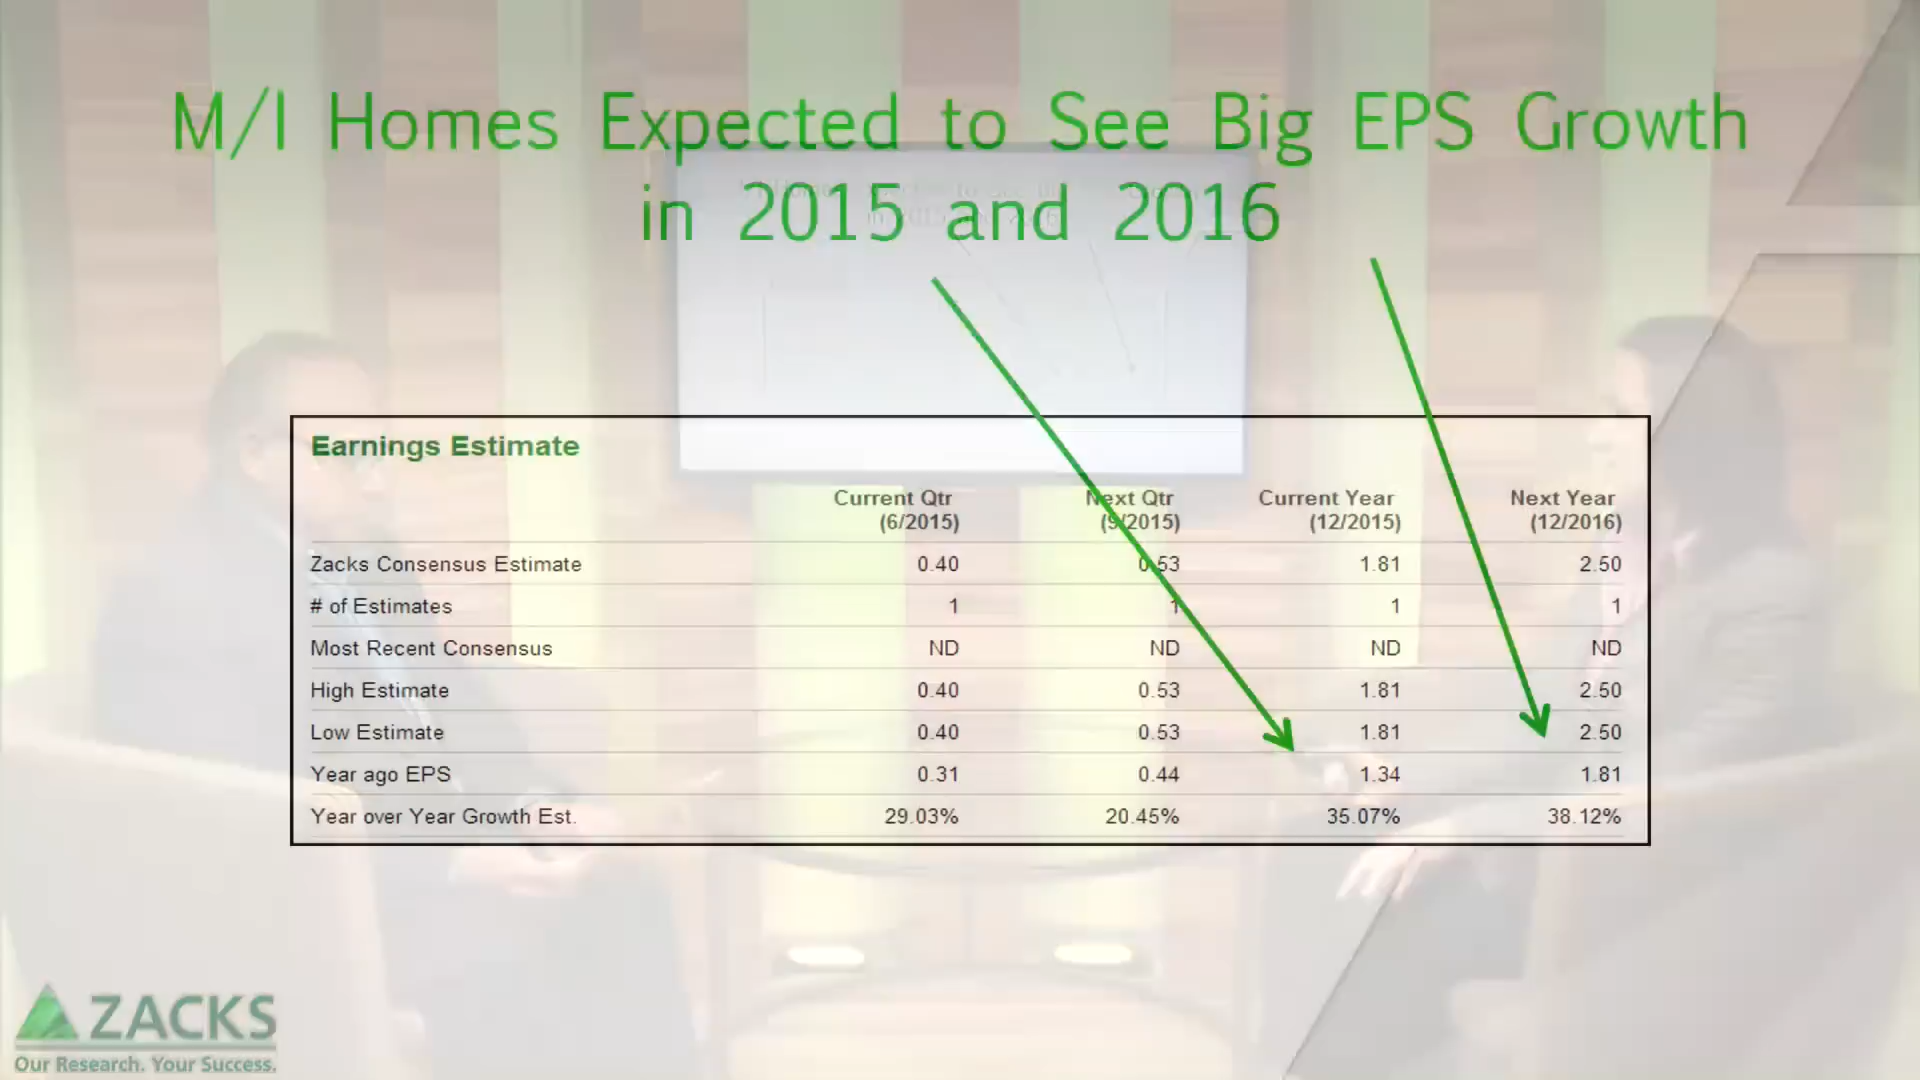 M/I Homes Expected to See Big EPS Growth
in 2015 and 2016
Earnings Estimate
Current Qtr Next Qtr Current Year Next Year
(6/2015) (9/2015) (12/2015) (12/2016)
Zacks Consensus Estimate 0.40 0.53 1.81 2.50
# of Estimates 1 1 1 1
Most Recent Consensus ND ND ND ND
High Estimate 0.40 0.53 1.81 2.50
Low Estimate 0.40 0.53 1.81 2.50
Year ago EPS 0.31 0.44 1.34 1.81
Year over Year Growth Est. 29.03% 20.45% 35.07% 38.12%
ZACKS
Our Research. Your Success.